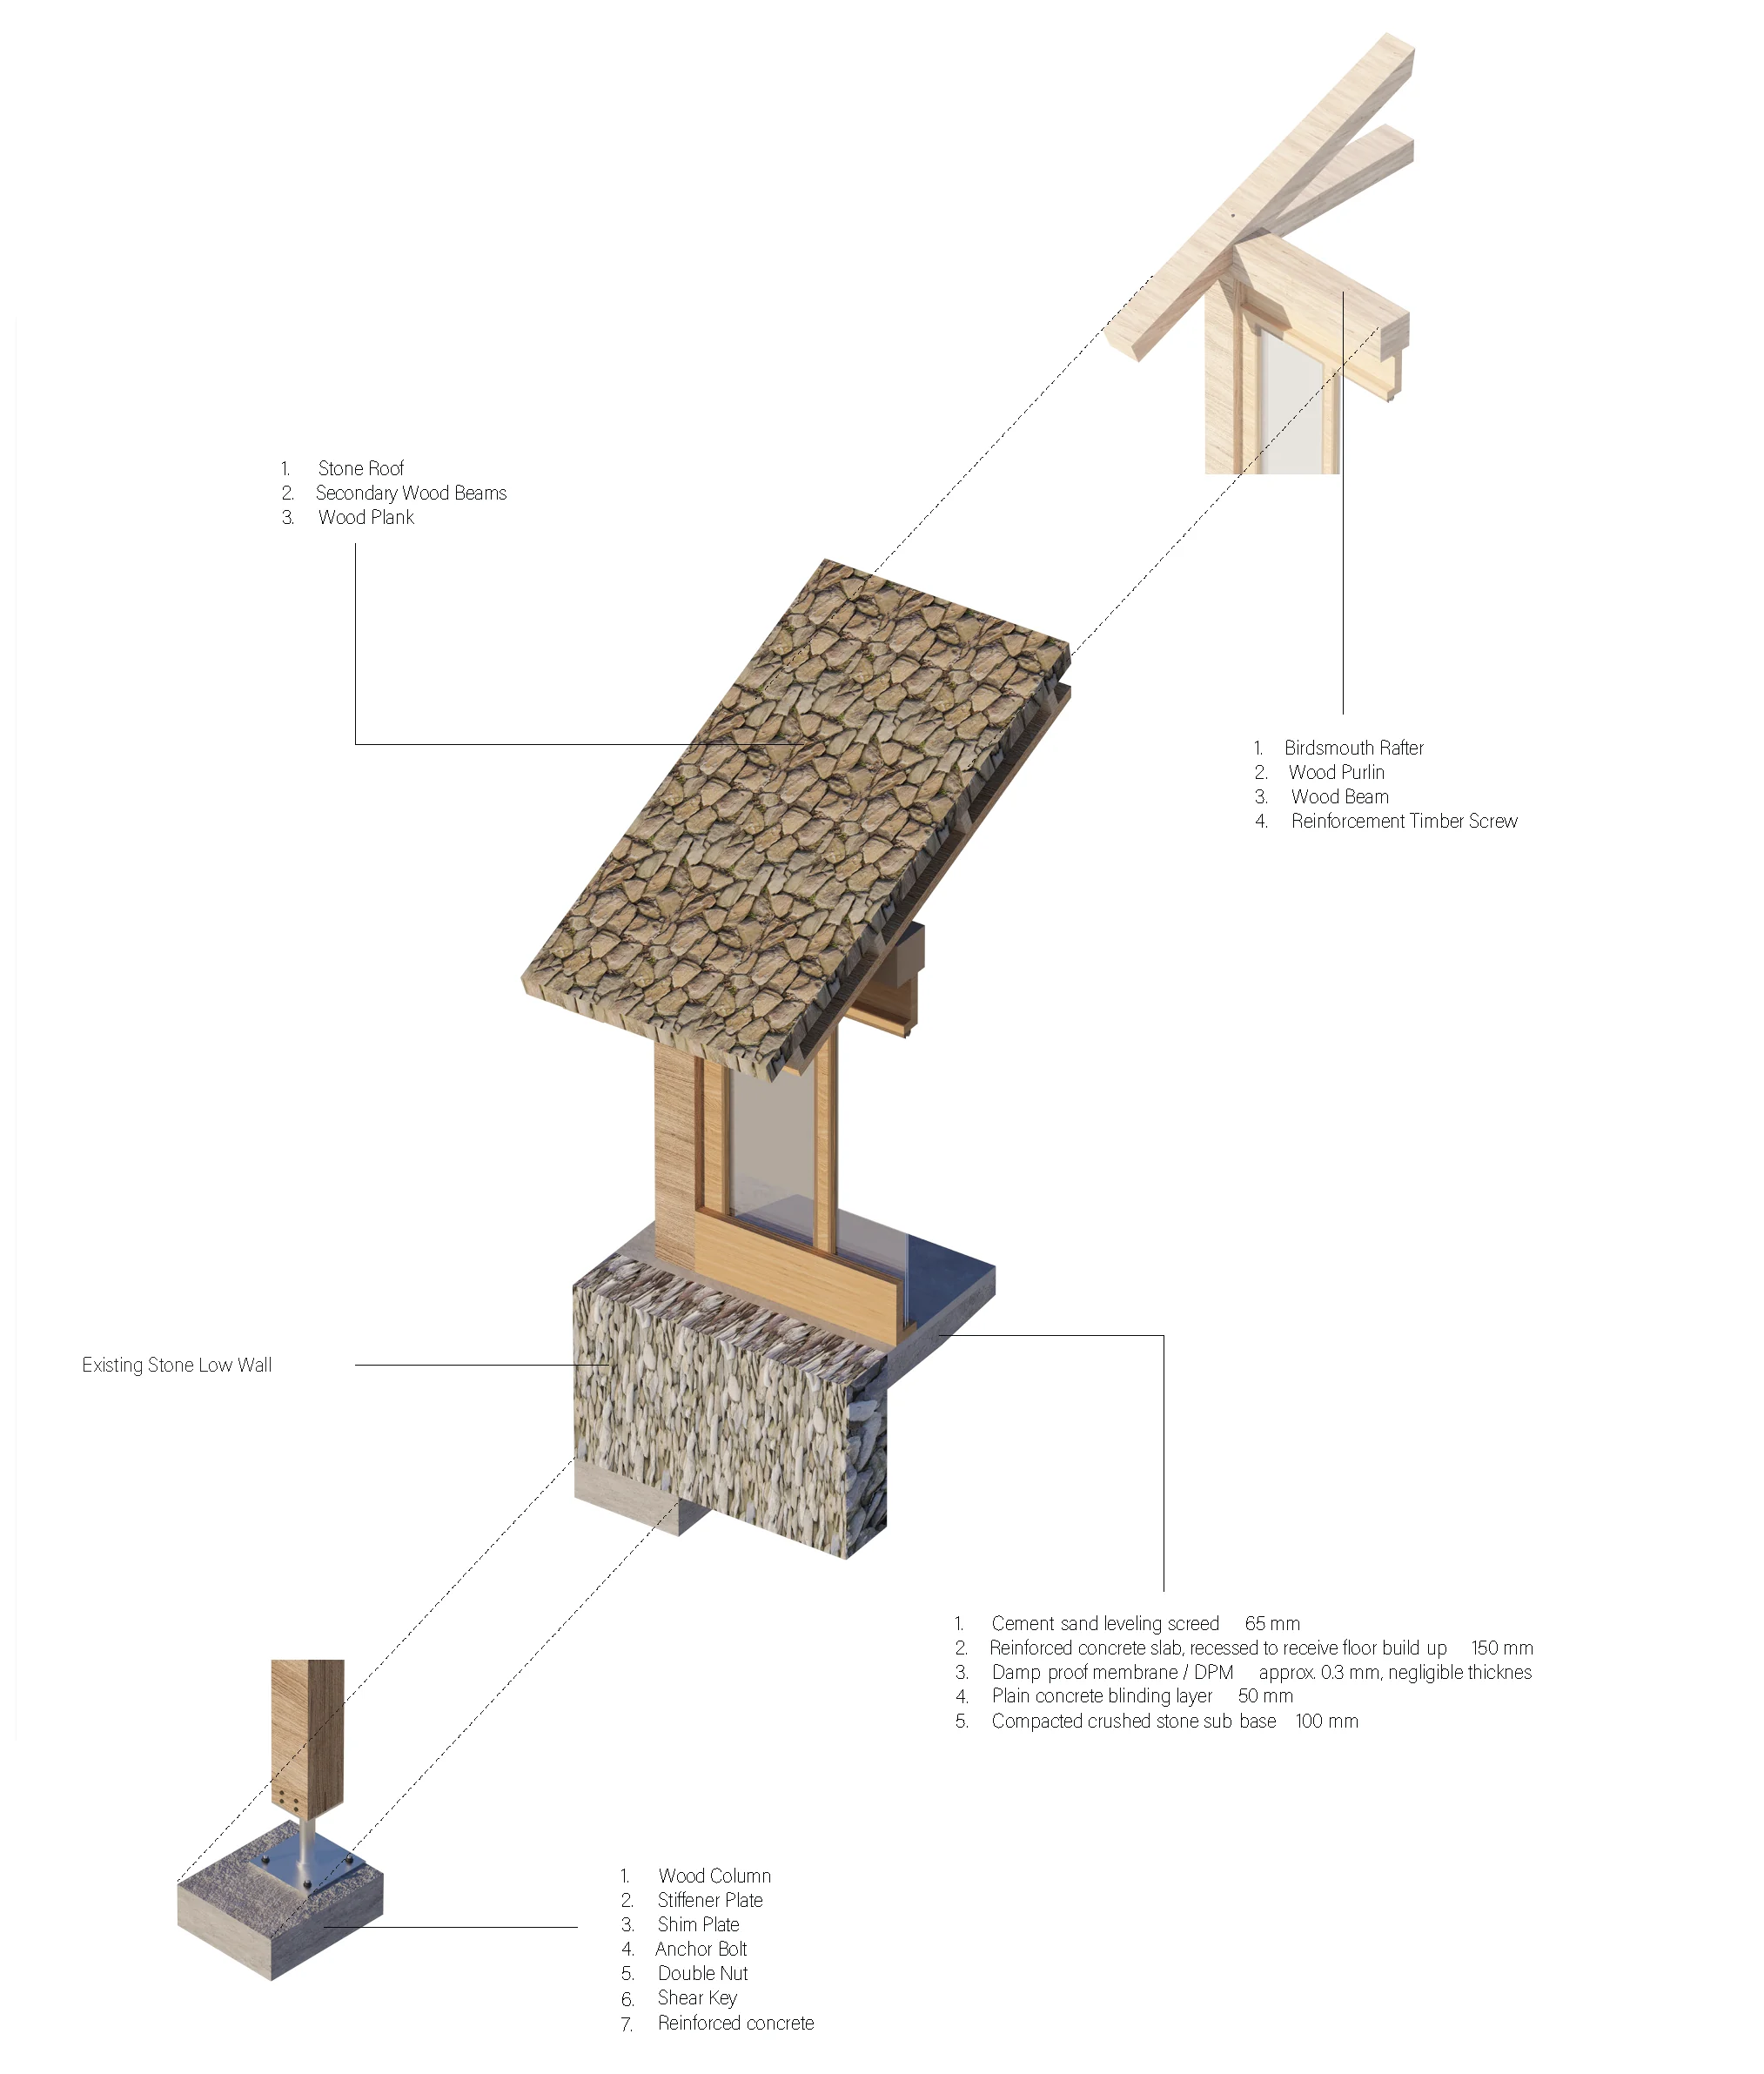 1. Stone Roof
2. Secondary Wood Beams
3. Wood Plank
1. Birdsmouth Rafter
2. Wood Purlin
3. Wood Beam
4. Reinforcement Timber Screw
Existing Stone Low Wall
1. Cement sand leveling screed 65 mm
2. Reinforced concrete slab, recessed to receive floor build up 150 mm
3. Damp proof membrane / DPM approx. 0.3 mm, negligible thicknes
4. Plain concrete blinding layer 50 mm
5. Compacted crushed stone sub base 100 mm
1. Wood Column
2. Stiffener Plate
3. Shim Plate
4. Anchor Bolt
5. Double Nut
6. Shear Key
7. Reinforced concrete